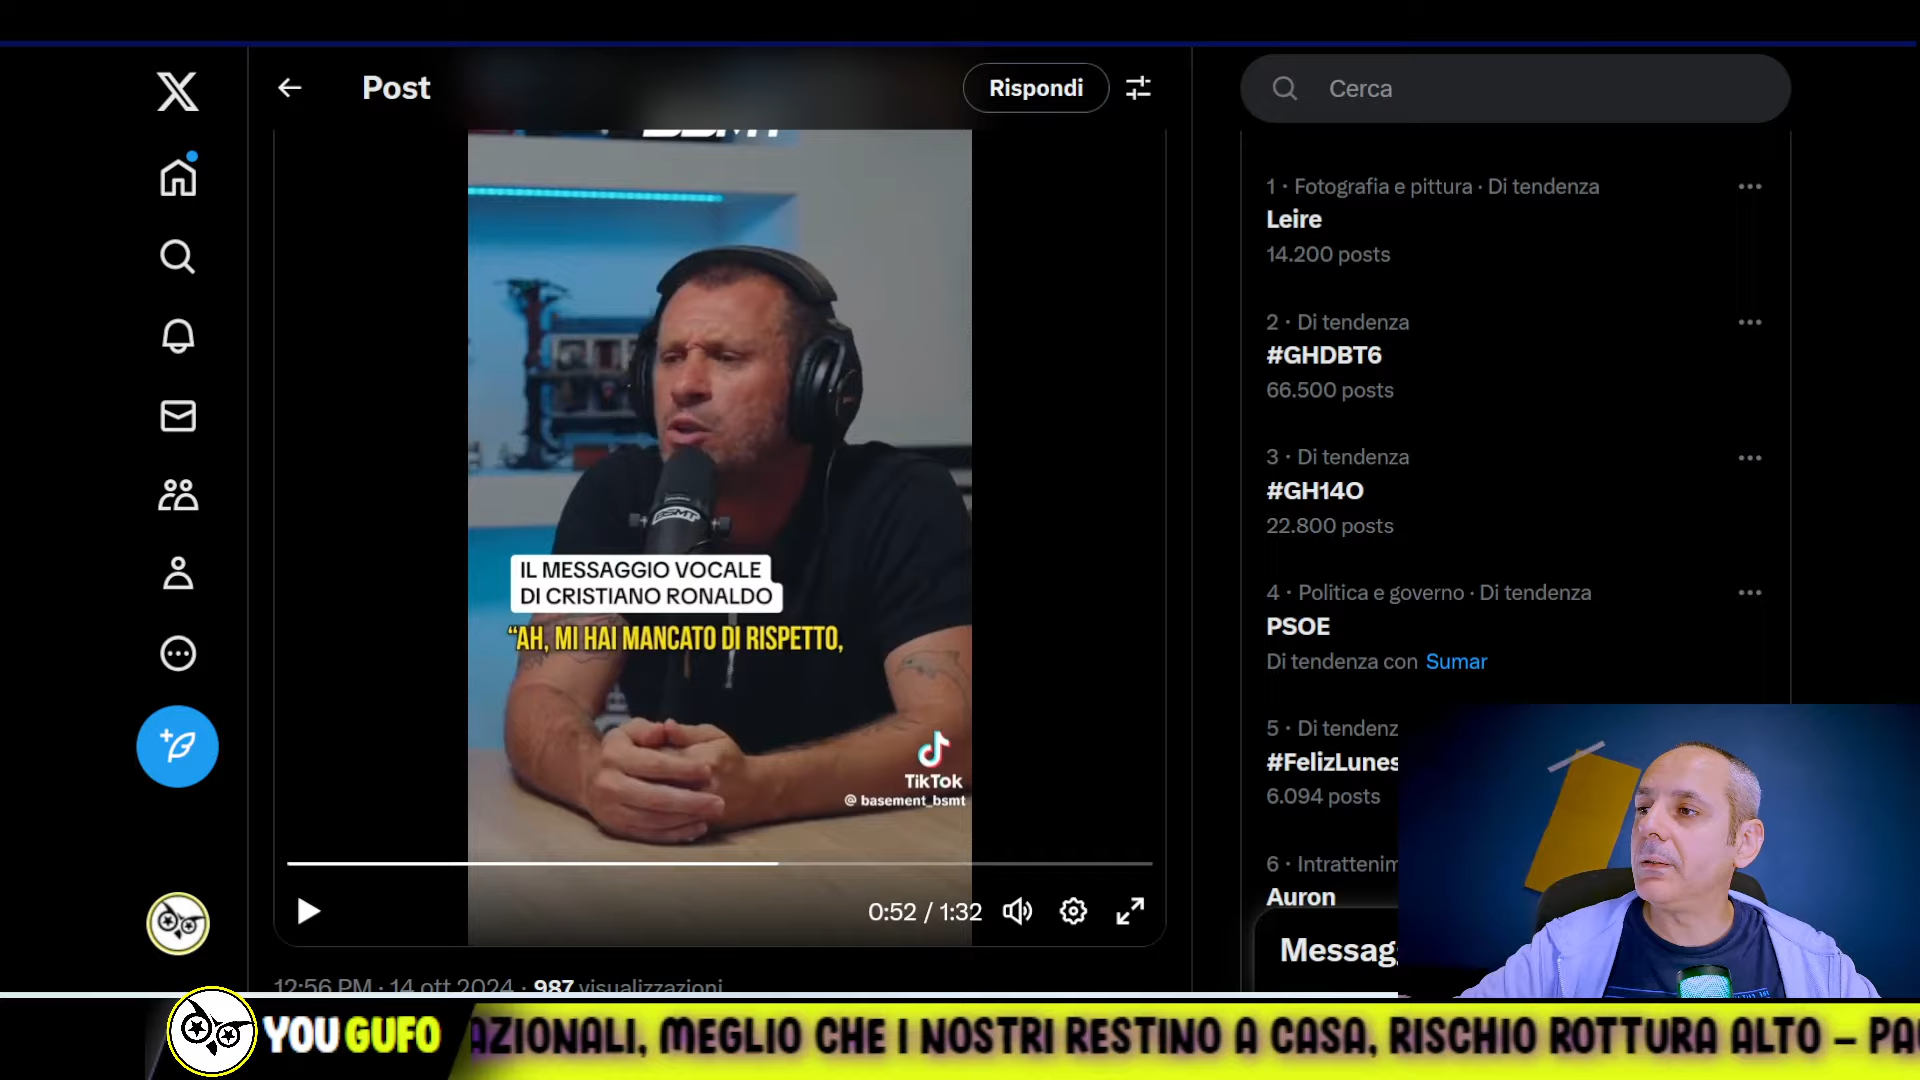 Post
Rispondi
Cerca
BSMT
IL MESSAGGIO VOCALE
DI CRISTIANO RONALDO
“AH, MI HAI MANCATO DI RISPETTO,
TikTok
@ basement_bsmt
0:52 / 1:32
12:56 PM · 14 ott 2024 · 987 visualizzazioni
1 · Fotografia e pittura · Di tendenza
Leire
14.200 posts
2 · Di tendenza
#GHDBT6
66.500 posts
3 · Di tendenza
#GH14O
22.800 posts
4 · Politica e governo · Di tendenza
PSOE
Di tendenza con Sumar
5 · Di tendenz
#FelizLunes
6.094 posts
6 · Intrattenim
Auron
Messag
YOU GUFO
AZIONALI, MEGLIO CHE I NOSTRI RESTINO A CASA, RISCHIO ROTTURA ALTO – PA